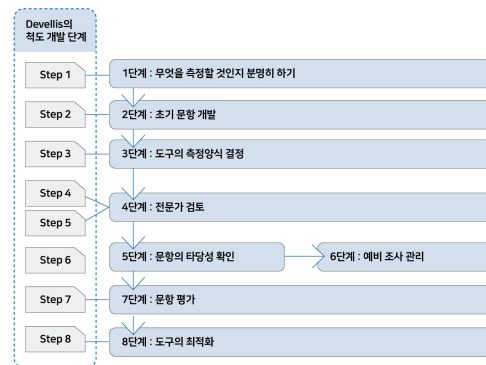 Devellis의
척도 개발 단계
Step 1
1단계 : 무엇을 측정할 것인지 분명히 하기
Step 2
2단계 : 초기 문항 개발
Step 3
3단계 : 도구의 측정양식 결정
Step 4
4단계 : 전문가 검토
Step 5
Step 6
5단계 : 문항의 타당성 확인
6단계 : 예비 조사 관리
Step 7
7단계 : 문항 평가
Step 8
8단계 : 도구의 최적화